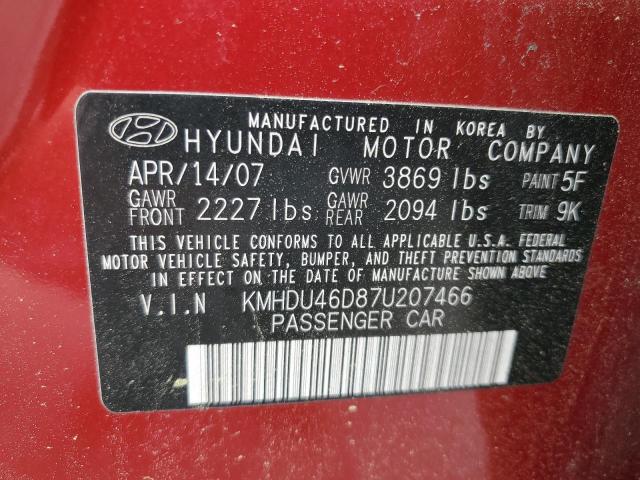 MANUFACTURED IN KOREA BY
HYUNDAI MOTOR COMPANY
APR/14/07 GVWR 3869 lbs PAINT 5F
GAWR FRONT 2227 lbs GAWR REAR 2094 lbs TRIM 9K
THIS VEHICLE CONFORMS TO ALL APPLICABLE U.S.A. FEDERAL
MOTOR VEHICLE SAFETY, BUMPER, AND THEFT PREVENTION STANDARDS
IN EFFECT ON THE DATE OF MANUFACTURE SHOWN ABOVE
V.I.N KMHDU46D87U207466
PASSENGER CAR